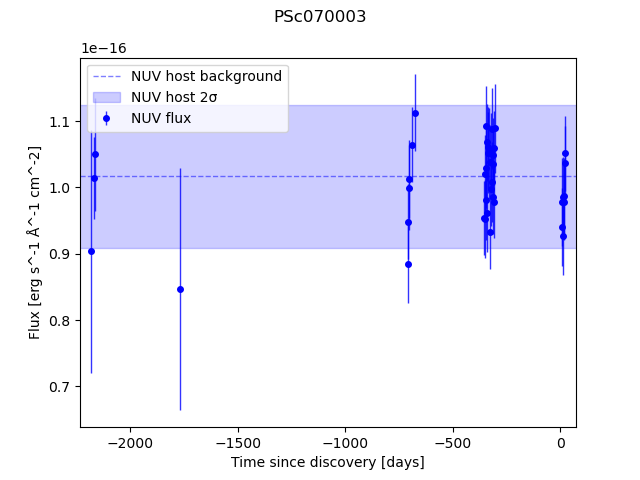 PSc070003
1e−16
NUV host background
NUV host 2σ
NUV flux
1.1
1.0
0.9
0.8
0.7
Flux [erg s^-1 Å^-1 cm^-2]
−2000
−1500
−1000
−500
0
Time since discovery [days]